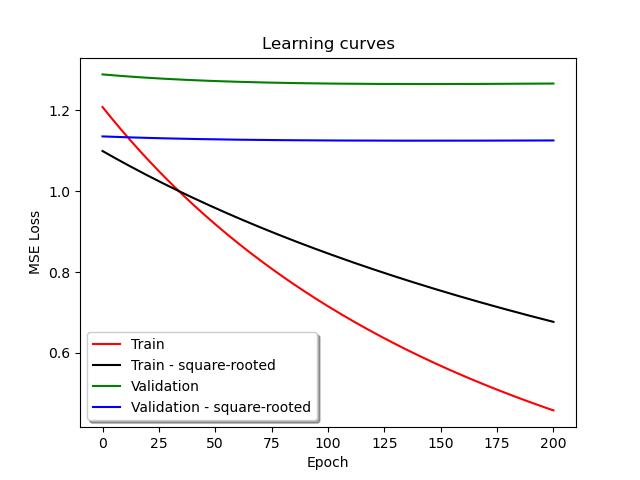 Learning curves
MSE Loss
1.2
1.0
0.8
0.6
Train
Train - square-rooted
Validation
Validation - square-rooted
0 25 50 75 100 125 150 175 200
Epoch